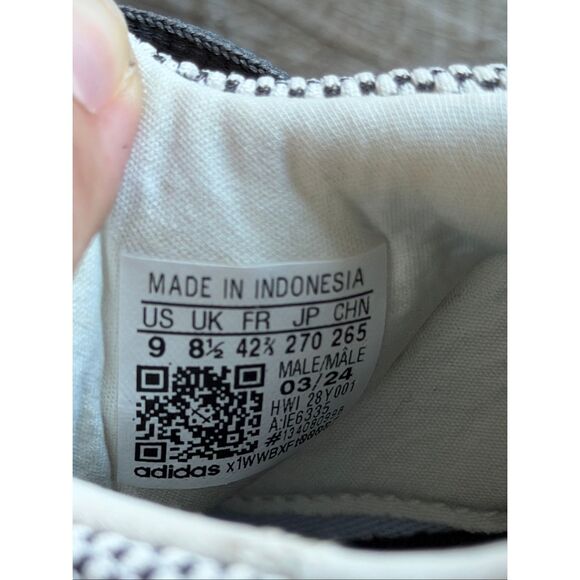 MADE IN INDONESIA
US UK FR JP CHN
9 8½ 42⅔ 270 265
MALE/MÂLE
03/24
HWI 28Y001
A:IE6335
adidas